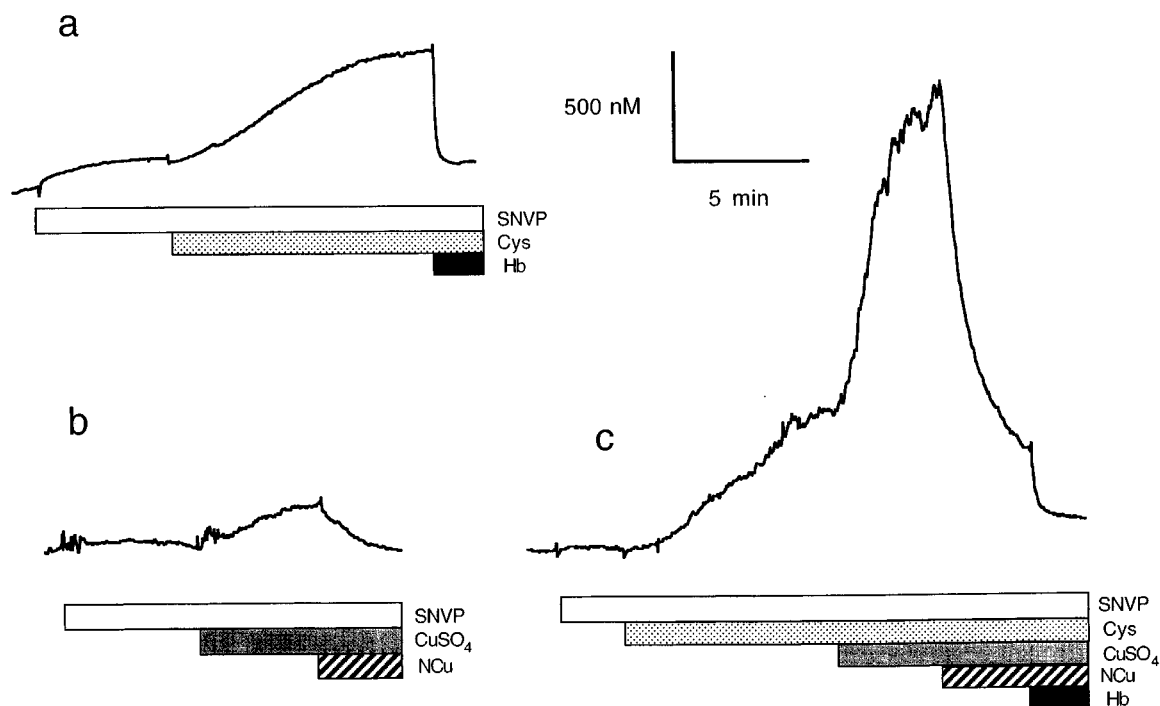 a
SNVP
Cys
Hb
500 nM
5 min
b
SNVP
CuSO₄
NCu
c
SNVP
Cys
CuSO₄
NCu
Hb